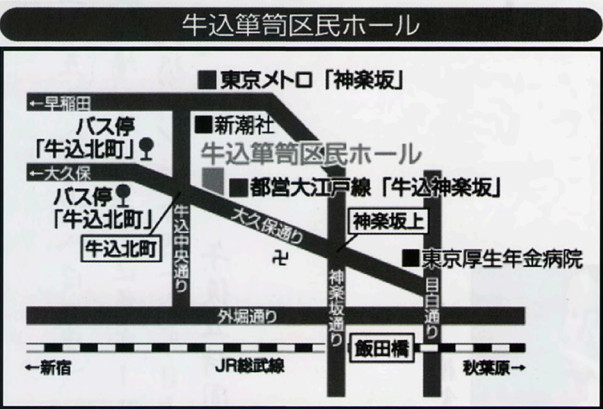 牛込箪笥区民ホール
■東京メトロ「神楽坂」
←早稲田
バス停
「牛込北町」
■新潮社
牛込箪笥区民ホール
←大久保
■都営大江戸線「牛込神楽坂」
バス停
「牛込北町」
大久保通り
神楽坂上
牛込北町
牛込中央通り
卍
■東京厚生年金病院
神楽坂通り
目白通り
外堀通り
飯田橋
←新宿
JR総武線
秋葉原→